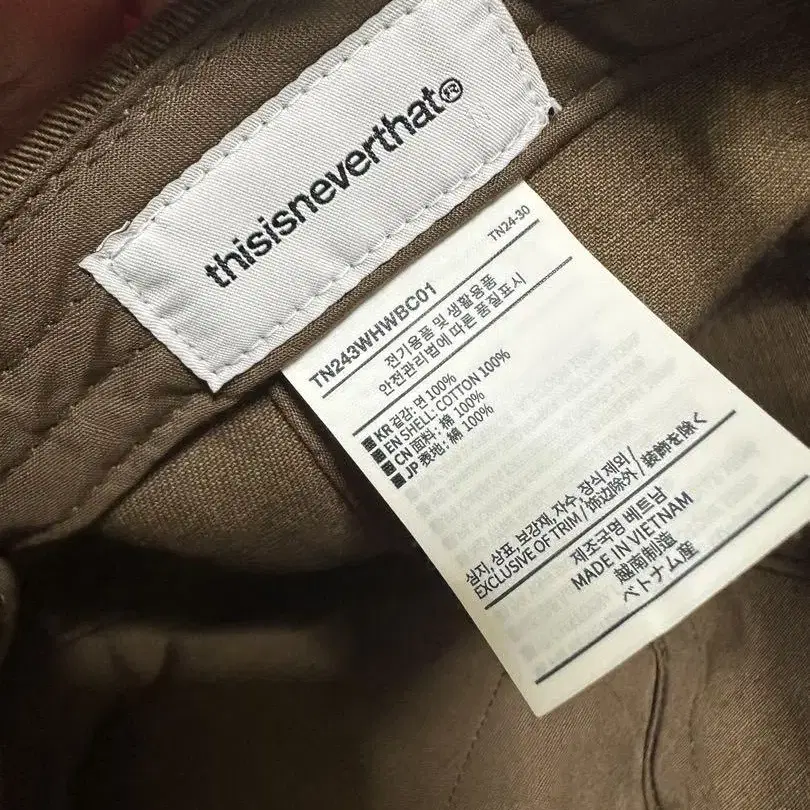 thisisneverthat®
TN24-30
TN243WHWBC01
전기용품 및 생활용품
안전관리법에 따른 품질표시
KR 겉감: 면 100%
EN SHELL: COTTON 100%
CN 面料: 棉 100%
JP 表地: 綿 100%
심지, 상표, 보강재, 자수, 장식 제외/
EXCLUSIVE OF TRIM / 饰边除外/ 装飾を除く
제조국명 베트남
MADE IN VIETNAM
越南制造
ベトナム産